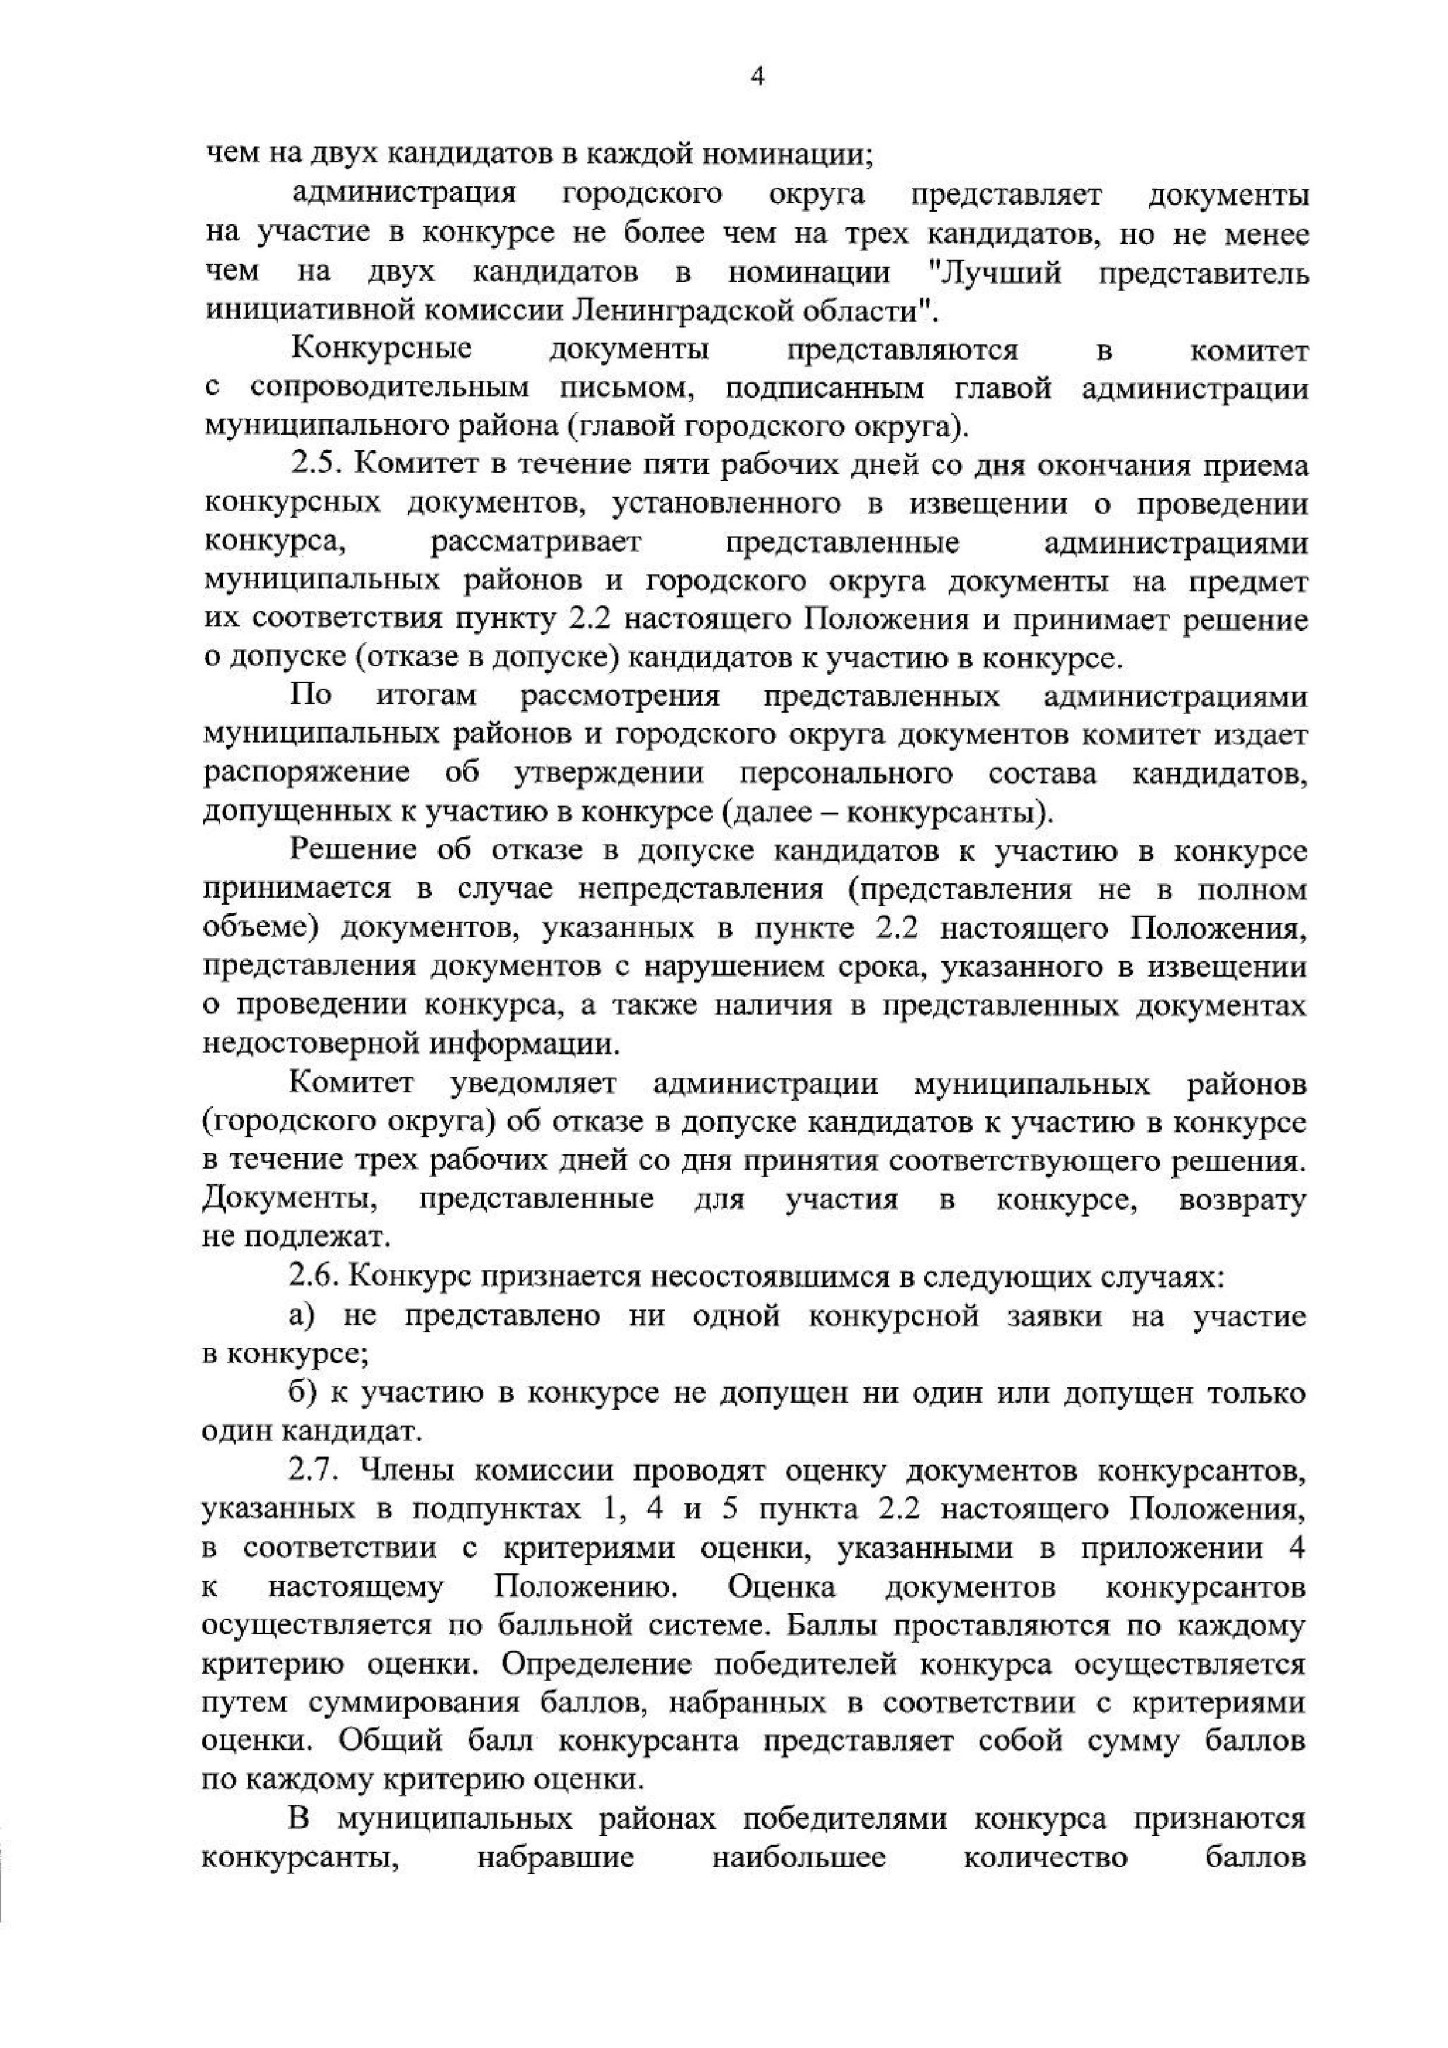 4
чем на двух кандидатов в каждой номинации;
администрация городского округа представляет документы
на участие в конкурсе не более чем на трех кандидатов, но не менее
чем на двух кандидатов в номинации "Лучший представитель
инициативной комиссии Ленинградской области".
Конкурсные документы представляются в комитет
с сопроводительным письмом, подписанным главой администрации
муниципального района (главой городского округа).
2.5. Комитет в течение пяти рабочих дней со дня окончания приема
конкурсных документов, установленного в извещении о проведении
конкурса, рассматривает представленные администрациями
муниципальных районов и городского округа документы на предмет
их соответствия пункту 2.2 настоящего Положения и принимает решение
о допуске (отказе в допуске) кандидатов к участию в конкурсе.
По итогам рассмотрения представленных администрациями
муниципальных районов и городского округа документов комитет издает
распоряжение об утверждении персонального состава кандидатов,
допущенных к участию в конкурсе (далее – конкурсанты).
Решение об отказе в допуске кандидатов к участию в конкурсе
принимается в случае непредставления (представления не в полном
объеме) документов, указанных в пункте 2.2 настоящего Положения,
представления документов с нарушением срока, указанного в извещении
о проведении конкурса, а также наличия в представленных документах
недостоверной информации.
Комитет уведомляет администрации муниципальных районов
(городского округа) об отказе в допуске кандидатов к участию в конкурсе
в течение трех рабочих дней со дня принятия соответствующего решения.
Документы, представленные для участия в конкурсе, возврату
не подлежат.
2.6. Конкурс признается несостоявшимся в следующих случаях:
а) не представлено ни одной конкурсной заявки на участие
в конкурсе;
б) к участию в конкурсе не допущен ни один или допущен только
один кандидат.
2.7. Члены комиссии проводят оценку документов конкурсантов,
указанных в подпунктах 1, 4 и 5 пункта 2.2 настоящего Положения,
в соответствии с критериями оценки, указанными в приложении 4
к настоящему Положению. Оценка документов конкурсантов
осуществляется по балльной системе. Баллы проставляются по каждому
критерию оценки. Определение победителей конкурса осуществляется
путем суммирования баллов, набранных в соответствии с критериями
оценки. Общий балл конкурсанта представляет собой сумму баллов
по каждому критерию оценки.
В муниципальных районах победителями конкурса признаются
конкурсанты, набравшие наибольшее количество баллов